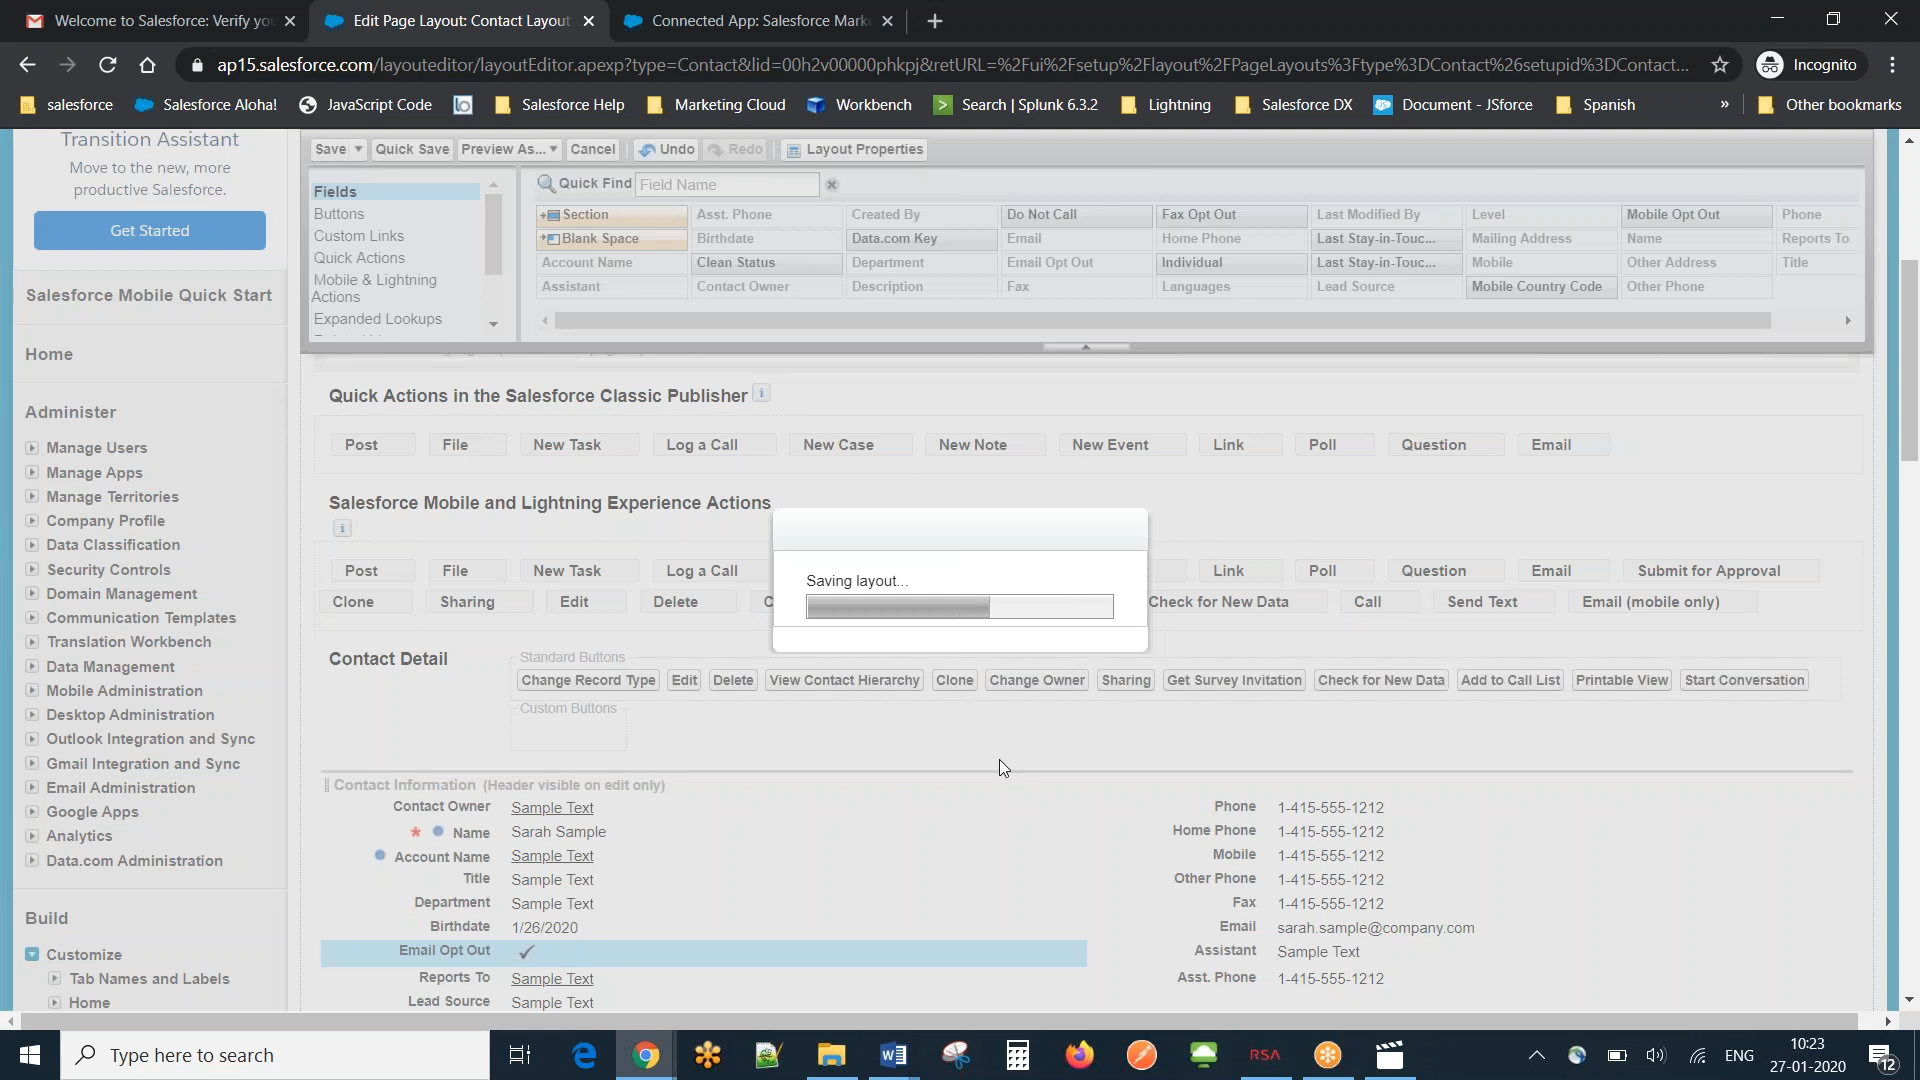 Welcome to Salesforce: Verify yo
Edit Page Layout: Contact Layout
Connected App: Salesforce Mark
ap15.salesforce.com/layouteditor/layoutEditor.apexp?type=Contact&lid=00h2v00000phkpj&retURL=%2Fui%2Fsetup%2Flayout%2FPageLayouts%3Ftype%3DContact%26setupid%3DContact...
Incognito
salesforce
Salesforce Aloha!
JavaScript Code
Salesforce Help
Marketing Cloud
Workbench
Search | Splunk 6.3.2
Lightning
Salesforce DX
Document - JSforce
Spanish
»
Other bookmarks
Transition Assistant
Move to the new, more
productive Salesforce.
Get Started
Salesforce Mobile Quick Start
Home
Administer
Manage Users
Manage Apps
Manage Territories
Company Profile
Data Classification
Security Controls
Domain Management
Communication Templates
Translation Workbench
Data Management
Mobile Administration
Desktop Administration
Outlook Integration and Sync
Gmail Integration and Sync
Email Administration
Google Apps
Analytics
Data.com Administration
Build
Customize
Tab Names and Labels
Home
Save Quick Save Preview As... Cancel Undo Redo Layout Properties
Fields
Buttons
Custom Links
Quick Actions
Mobile & Lightning
Actions
Expanded Lookups
Quick Find Field Name
Section Asst. Phone Created By Do Not Call Fax Opt Out Last Modified By Level Mobile Opt Out Phone
Blank Space Birthdate Data.com Key Email Home Phone Last Stay-in-Touc... Mailing Address Name Reports To
Account Name Clean Status Department Email Opt Out Individual Last Stay-in-Touc... Mobile Other Address Title
Assistant Contact Owner Description Fax Languages Lead Source Mobile Country Code Other Phone
Quick Actions in the Salesforce Classic Publisher
Post File New Task Log a Call New Case New Note New Event Link Poll Question Email
Salesforce Mobile and Lightning Experience Actions
Post File New Task Log a Call Link Poll Question Email Submit for Approval
Clone Sharing Edit Delete C Check for New Data Call Send Text Email (mobile only)
Saving layout...
Contact Detail
Standard Buttons
Change Record Type Edit Delete View Contact Hierarchy Clone Change Owner Sharing Get Survey Invitation Check for New Data Add to Call List Printable View Start Conversation
Custom Buttons
Contact Information (Header visible on edit only)
Contact Owner Sample Text Phone 1-415-555-1212
* Name Sarah Sample Home Phone 1-415-555-1212
Account Name Sample Text Mobile 1-415-555-1212
Title Sample Text Other Phone 1-415-555-1212
Department Sample Text Fax 1-415-555-1212
Birthdate 1/26/2020 Email sarah.sample@company.com
Email Opt Out Assistant Sample Text
Reports To Sample Text Asst. Phone 1-415-555-1212
Lead Source Sample Text
Type here to search
RSA
ENG
10:23
27-01-2020
12